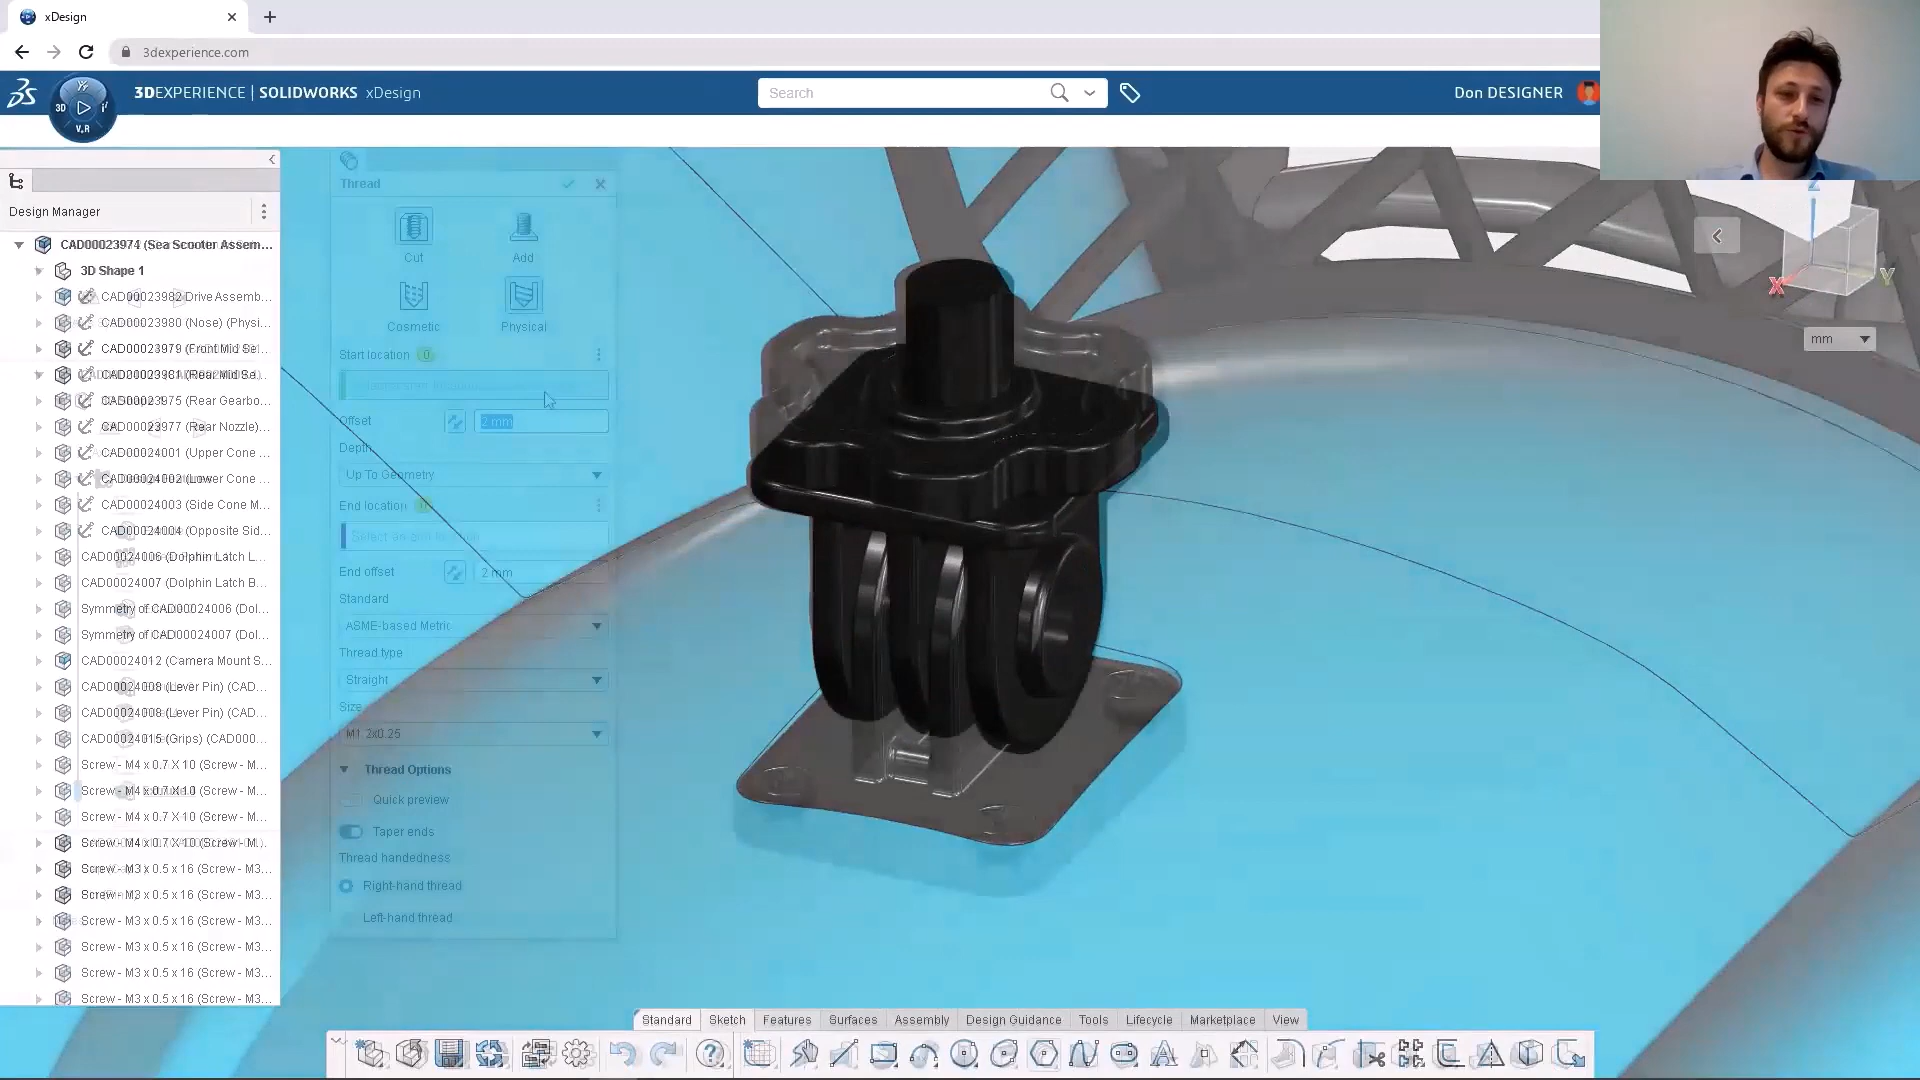 xDesign
3dexperience.com
3DEXPERIENCE | SOLIDWORKS xDesign
Search
Don DESIGNER
3D
V,R
Design Manager
CAD00023974 (Sea Scooter Assem...
3D Shape 1
CAD00023982 Drive Assemb...
CAD00023980 (Nose) (Physi...
CAD00023979 (Front Mid Se...
CAD00023981 (Rear Mid Se...
CAD00023975 (Rear Gearbo...
CAD00023977 (Rear Nozzle)...
CAD00024001 (Upper Cone ...
CAD00024002 (Lower Cone ...
CAD00024003 (Side Cone M...
CAD00024004 (Opposite Sid...
CAD00024006 (Dolphin Latch L...
CAD00024007 (Dolphin Latch B...
Symmetry of CAD00024006 (Dol...
Symmetry of CAD00024007 (Dol...
CAD00024012 (Camera Mount S...
CAD00024008 (Lever Pin) (CAD...
CAD00024008 (Lever Pin) (CAD...
CAD00024015 (Grips) (CAD000...
Screw - M4 x 0.7 X 10 (Screw - M...
Screw - M4 x 0.7 X 10 (Screw - M...
Screw - M4 x 0.7 X 10 (Screw - M...
Screw - M4 x 0.7 X 10 (Screw - M...
Screw - M3 x 0.5 x 16 (Screw - M3...
Screw - M3 x 0.5 x 16 (Screw - M3...
Screw - M3 x 0.5 x 16 (Screw - M3...
Screw - M3 x 0.5 x 16 (Screw - M3...
Screw - M3 x 0.5 x 16 (Screw - M3...
Screw - M3 x 0.5 x 16 (Screw - M3...
Thread
Cut Add
Cosmetic Physical
Start location 0
Offset 2 mm
Depth
Up To Geometry
End location
End offset 2 mm
Standard
ASME-based Metric
Thread type
Straight
Size
M1.2x0.25
Thread Options
Quick preview
Taper ends
Thread handedness
Right-hand thread
Left-hand thread
Z
X
Y
mm
Standard Sketch Features Surfaces Assembly Design Guidance Tools Lifecycle Marketplace View